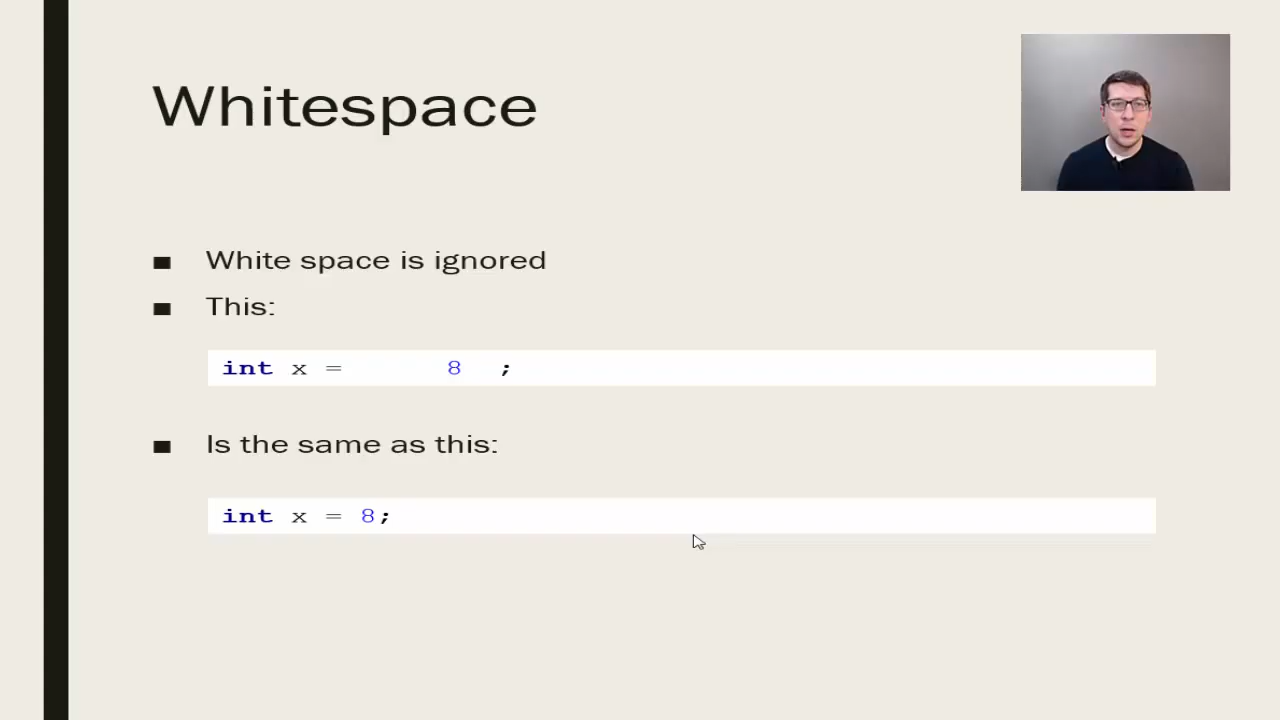 Whitespace
White space is ignored
This:
int x =      8  ;
Is the same as this:
int x = 8;